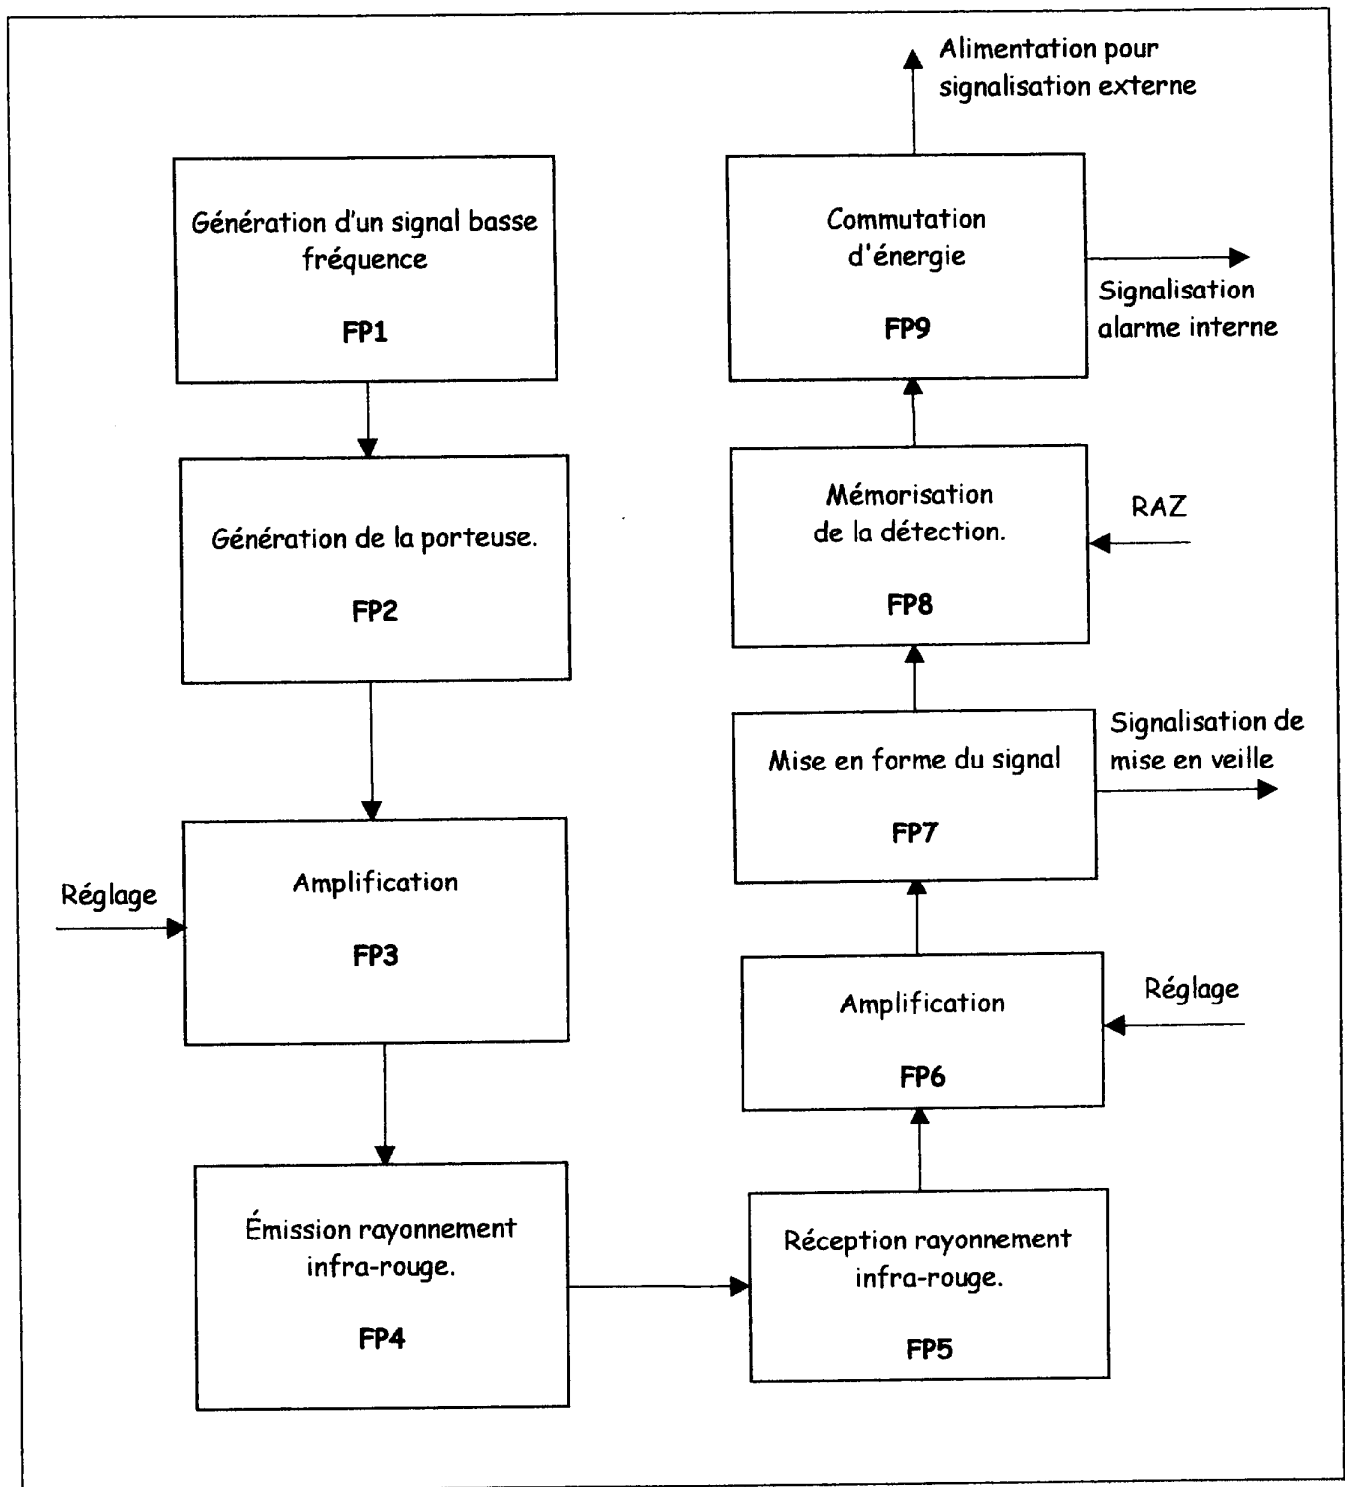 Génération d'un signal basse
fréquence
FP1
Génération de la porteuse.
FP2
Réglage
Amplification
FP3
Émission rayonnement
infra-rouge.
FP4
Réception rayonnement
infra-rouge.
FP5
Amplification
FP6
Réglage
Mise en forme du signal
FP7
Signalisation de
mise en veille
Mémorisation
de la détection.
FP8
RAZ
Commutation
d'énergie
FP9
Signalisation
alarme interne
Alimentation pour
signalisation externe